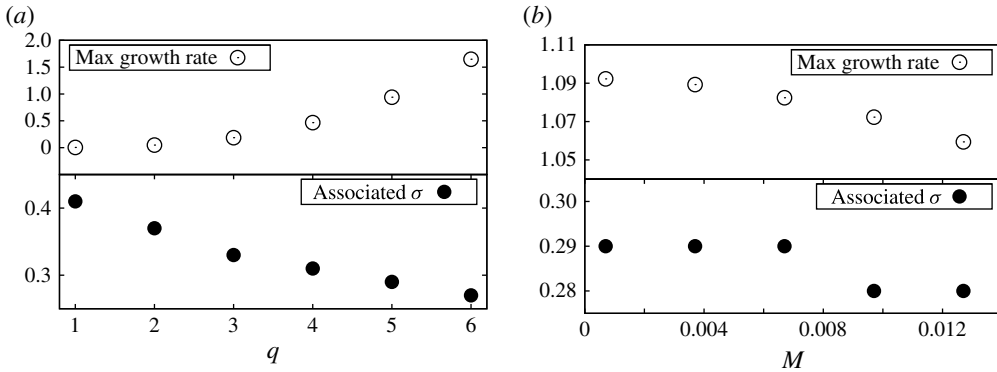 (a)
2.0
Max growth rate
1.5
1.0
0.5
0
Associated σ
0.4
0.3
1 2 3 4 5 6
q
(b)
1.11
Max growth rate
1.09
1.07
1.05
1.04
0.30
Associated σ
0.29
0.28
0 0.004 0.008 0.012
M